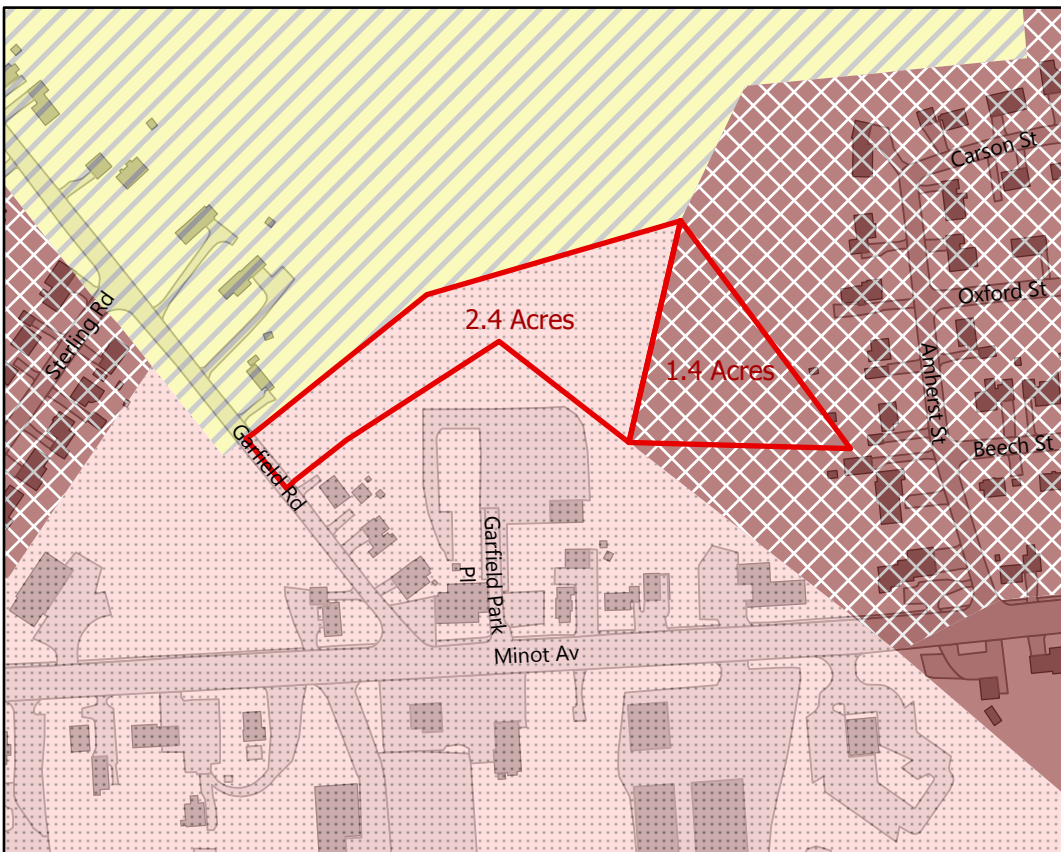 Carson St
Oxford St
Sterling Rd
2.4 Acres
1.4 Acres
Amherst St
Beech St
Garfield Rd
Garfield Park
Pl
Minot Av